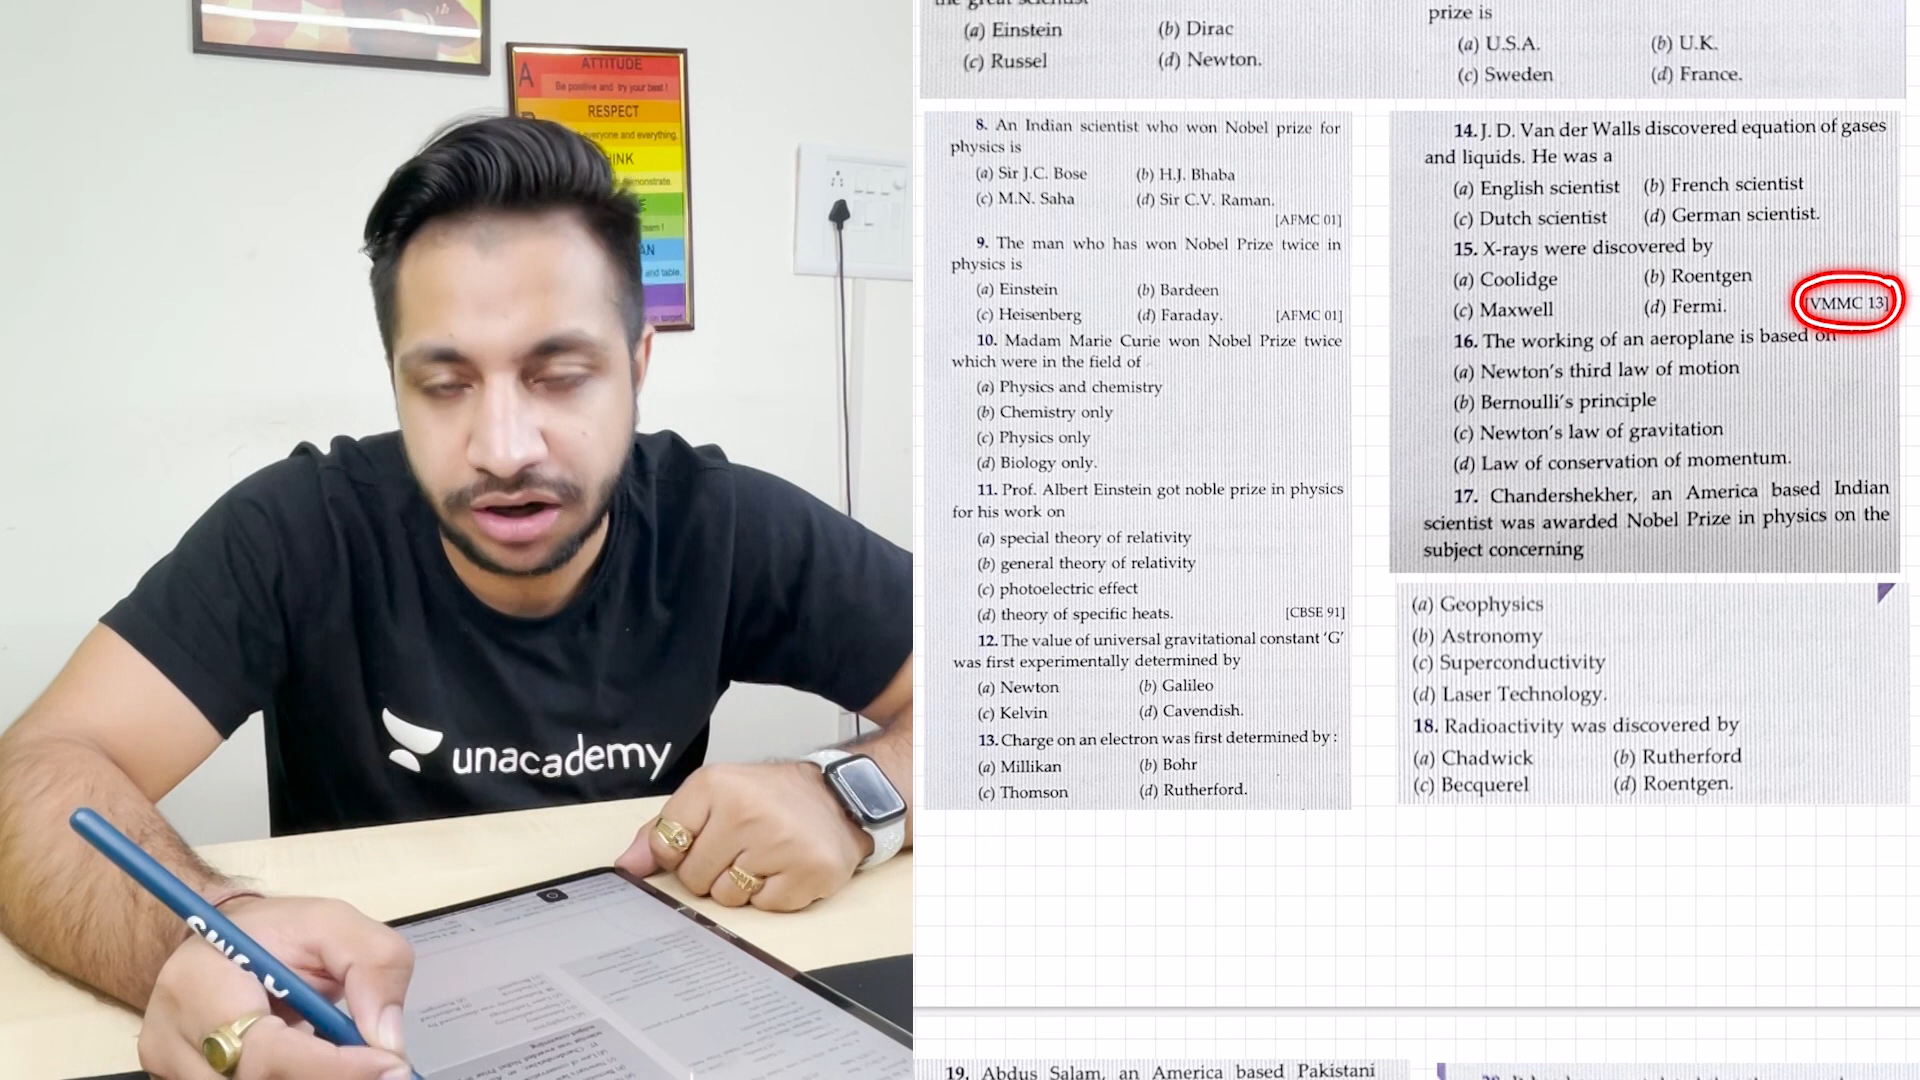 ATTITUDE
A
Be positive and try your best !
RESPECT
everyone and everything.
INK
AN
and table.
on target.
unacademy
(a) Einstein
(b) Dirac
(c) Russel
(d) Newton.
8. An Indian scientist who won Nobel prize for
physics is
(a) Sir J.C. Bose
(b) H.J. Bhaba
(c) M.N. Saha
(d) Sir C.V. Raman.
[AFMC 01]
9. The man who has won Nobel Prize twice in
physics is
(a) Einstein
(b) Bardeen
(c) Heisenberg
(d) Faraday.
[AFMC 01]
10. Madam Marie Curie won Nobel Prize twice
which were in the field of
(a) Physics and chemistry
(b) Chemistry only
(c) Physics only
(d) Biology only.
11. Prof. Albert Einstein got noble prize in physics
for his work on
(a) special theory of relativity
(b) general theory of relativity
(c) photoelectric effect
(d) theory of specific heats.
[CBSE 91]
12. The value of universal gravitational constant 'G'
was first experimentally determined by
(a) Newton
(b) Galileo
(c) Kelvin
(d) Cavendish.
13. Charge on an electron was first determined by :
(a) Millikan
(b) Bohr
(c) Thomson
(d) Rutherford.
prize is
(a) U.S.A.
(b) U.K.
(c) Sweden
(d) France.
14. J. D. Van der Walls discovered equation of gases
and liquids. He was a
(a) English scientist
(b) French scientist
(c) Dutch scientist
(d) German scientist.
15. X-rays were discovered by
(a) Coolidge
(b) Roentgen
(c) Maxwell
(d) Fermi.
[VMMC 13]
16. The working of an aeroplane is based on
(a) Newton's third law of motion
(b) Bernoulli's principle
(c) Newton's law of gravitation
(d) Law of conservation of momentum.
17. Chandershekher, an America based Indian
scientist was awarded Nobel Prize in physics on the
subject concerning
(a) Geophysics
(b) Astronomy
(c) Superconductivity
(d) Laser Technology.
18. Radioactivity was discovered by
(a) Chadwick
(b) Rutherford
(c) Becquerel
(d) Roentgen.
19. Abdus Salam, an America based Pakistani